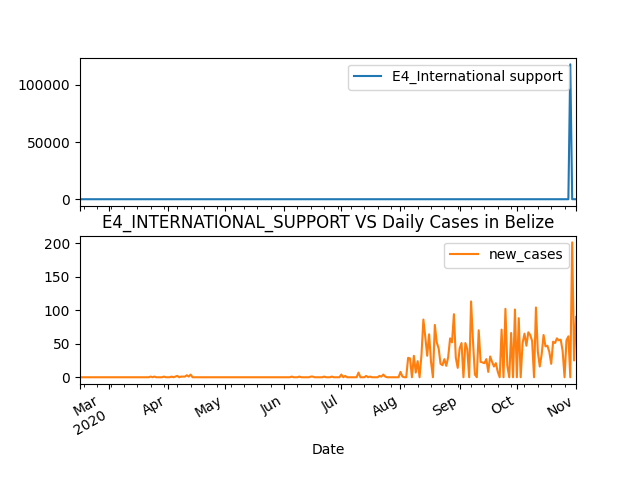 E4_International support
100000
50000
0
E4_INTERNATIONAL_SUPPORT VS Daily Cases in Belize
new_cases
200
150
100
50
0
Mar
2020
Apr
May
Jun
Jul
Aug
Sep
Oct
Nov
Date